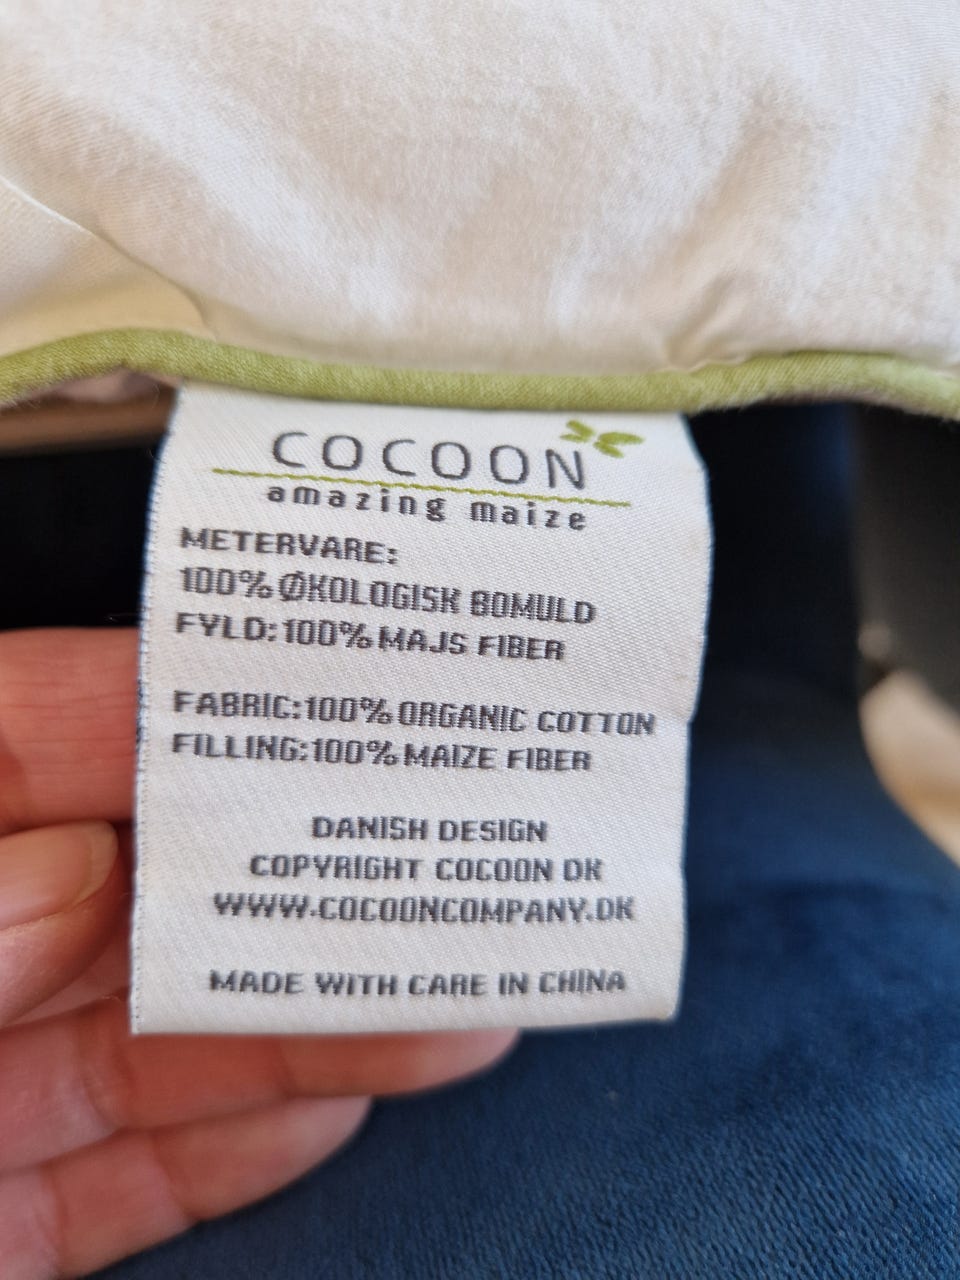 COCOON
amazing maize
METERVARE:
100% ØKOLOGISK BOMULD
FYLD: 100% MAJS FIBER
FABRIC: 100% ORGANIC COTTON
FILLING: 100% MAIZE FIBER
DANISH DESIGN
COPYRIGHT COCOON DK
WWW.COCOONCOMPANY.DK
MADE WITH CARE IN CHINA